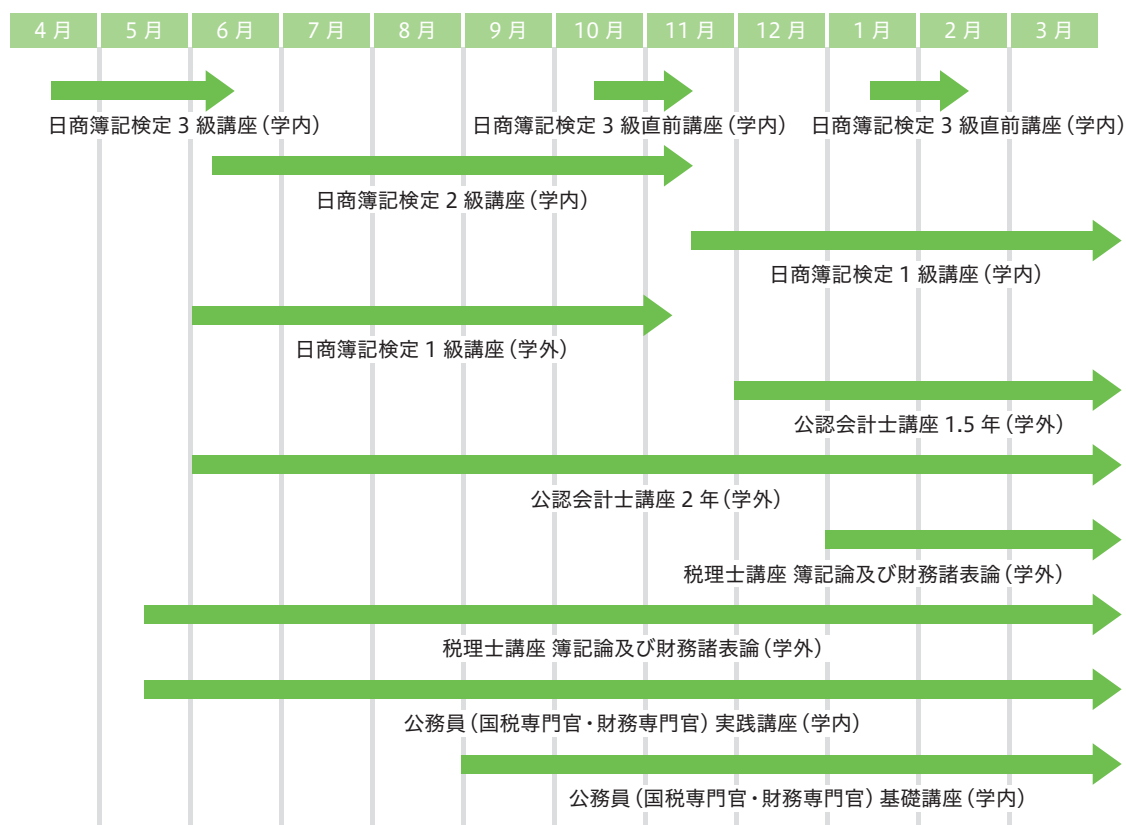 4月 5月 6月 7月 8月 9月 10月 11月 12月 1月 2月 3月
日商簿記検定 3 級講座(学内) 日商簿記検定 3 級直前講座(学内) 日商簿記検定 3 級直前講座(学内)
日商簿記検定 2 級講座(学内)
日商簿記検定 1 級講座(学内)
日商簿記検定 1 級講座(学外)
公認会計士講座 1.5 年(学外)
公認会計士講座 2 年(学外)
税理士講座 簿記論及び財務諸表論(学外)
税理士講座 簿記論及び財務諸表論(学外)
公務員(国税専門官・財務専門官) 実践講座(学内)
公務員(国税専門官・財務専門官) 基礎講座(学内)